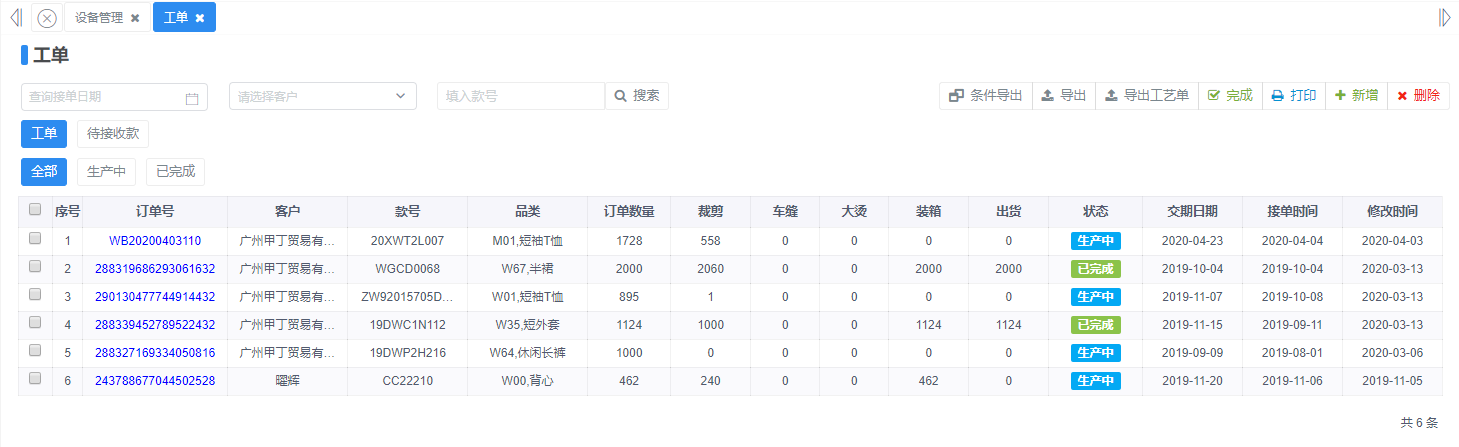 设备管理 工单
工单
查询接单日期 请选择客户 填入款号 搜索 条件导出 导出 导出工艺单 完成 打印 新增 删除
工单 待接收款
全部 生产中 已完成
序号 订单号 客户 款号 品类 订单数量 裁剪 车缝 大烫 装箱 出货 状态 交期日期 接单时间 修改时间
1 WB20200403110 广州甲丁贸易有... 20XWT2L007 M01,短袖T恤 1728 558 0 0 0 0 生产中 2020-04-23 2020-04-04 2020-04-03
2 288319686293061632 广州甲丁贸易有... WGCD0068 W67,半裙 2000 2060 0 0 2000 2000 已完成 2019-10-04 2019-10-04 2020-03-13
3 290130477744914432 广州甲丁贸易有... ZW92015705D... W01,短袖T恤 895 1 0 0 0 0 生产中 2019-11-07 2019-10-08 2020-03-13
4 288339452789522432 广州甲丁贸易有... 19DWC1N112 W35,短外套 1124 1000 0 0 1124 1124 已完成 2019-11-15 2019-09-11 2020-03-13
5 288327169334050816 广州甲丁贸易有... 19DWP2H216 W64,休闲长裤 1000 0 0 0 0 0 生产中 2019-09-09 2019-08-01 2020-03-06
6 243788677044502528 曜辉 CC22210 W00,背心 462 240 0 0 462 0 生产中 2019-11-20 2019-11-06 2019-11-05
共 6 条